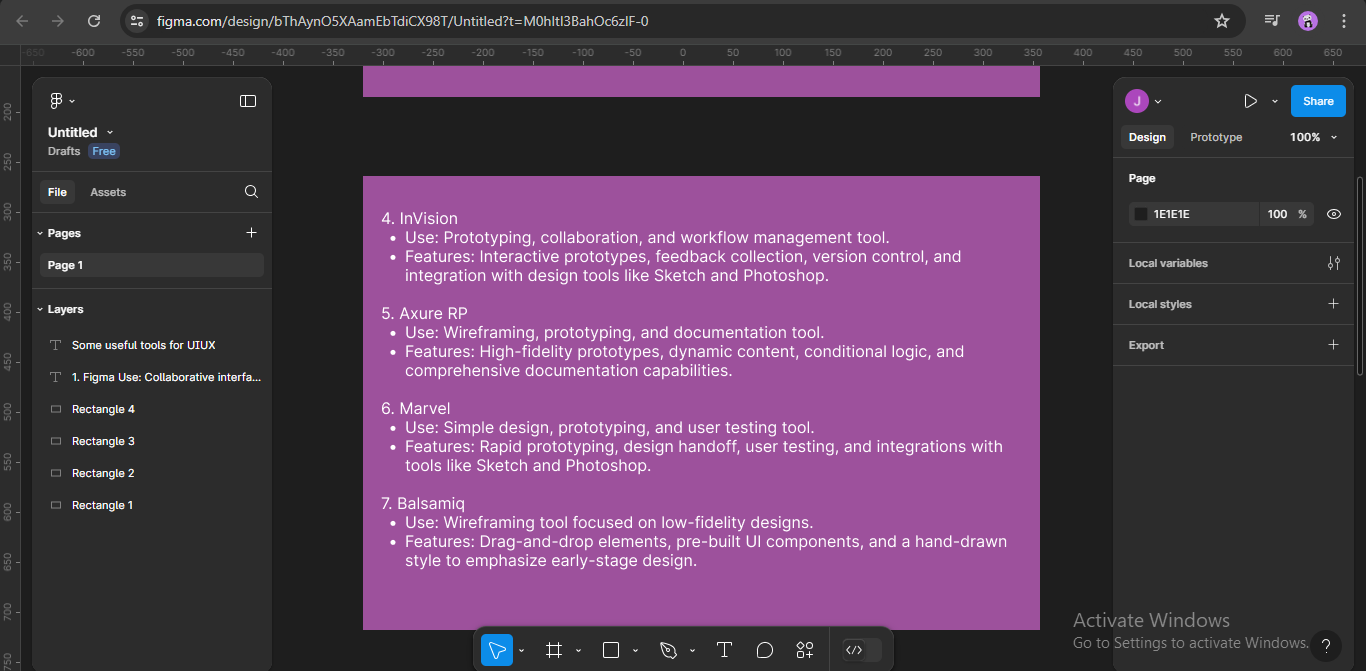 figma.com/design/bThAynO5XAamEbTdiCX98T/Untitled?t=M0hItI3BahOc6zIF-0
-650 -600 -550 -500 -450 -400 -350 -300 -250 -200 -150 -100 -50 0 50 100 150 200 250 300 350 400 450 500 550 600 650
200
250
300
350
400
450
500
550
600
650
700
750
Untitled
Drafts Free
File Assets
Pages
Page 1
Layers
Some useful tools for UIUX
1. Figma Use: Collaborative interfa...
Rectangle 4
Rectangle 3
Rectangle 2
Rectangle 1
4. InVision
• Use: Prototyping, collaboration, and workflow management tool.
• Features: Interactive prototypes, feedback collection, version control, and
integration with design tools like Sketch and Photoshop.
5. Axure RP
• Use: Wireframing, prototyping, and documentation tool.
• Features: High-fidelity prototypes, dynamic content, conditional logic, and
comprehensive documentation capabilities.
6. Marvel
• Use: Simple design, prototyping, and user testing tool.
• Features: Rapid prototyping, design handoff, user testing, and integrations with
tools like Sketch and Photoshop.
7. Balsamiq
• Use: Wireframing tool focused on low-fidelity designs.
• Features: Drag-and-drop elements, pre-built UI components, and a hand-drawn
style to emphasize early-stage design.
J
Share
Design Prototype 100%
Page
1E1E1E 100 %
Local variables
Local styles
Export
Activate Windows
Go to Settings to activate Windows.
?